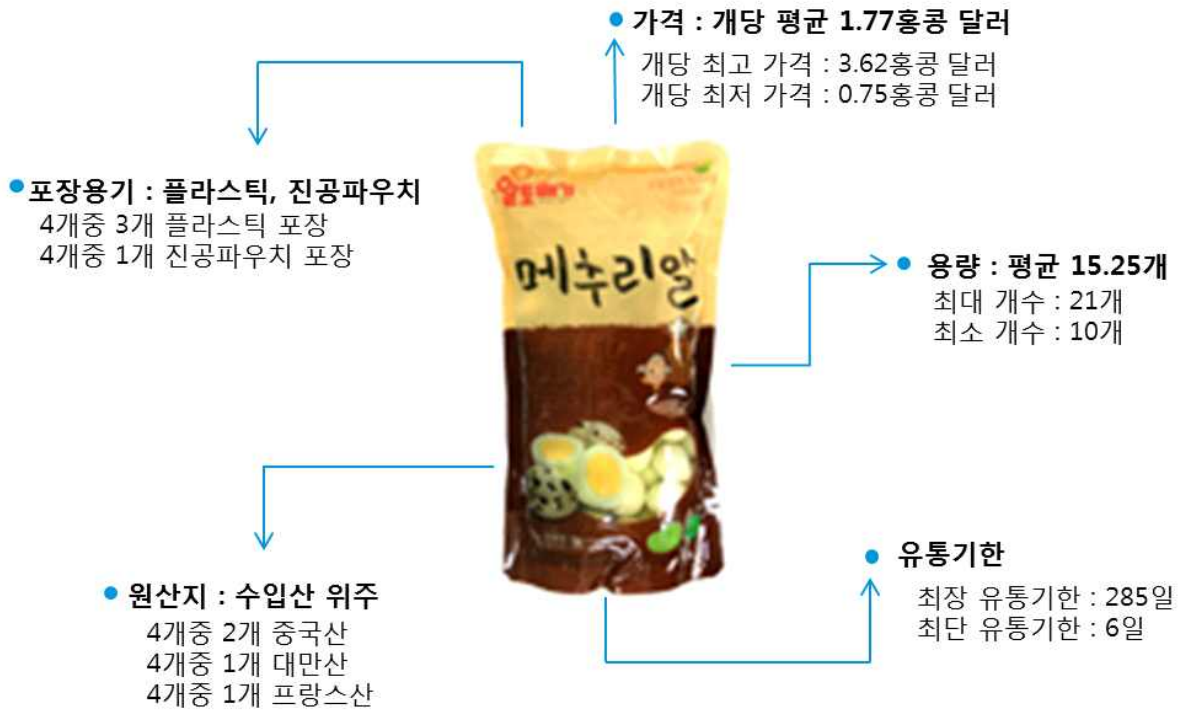 가격 : 개당 평균 1.77홍콩 달러
개당 최고 가격 : 3.62홍콩 달러
개당 최저 가격 : 0.75홍콩 달러
포장용기 : 플라스틱, 진공파우치
4개중 3개 플라스틱 포장
4개중 1개 진공파우치 포장
메추리알
용량 : 평균 15.25개
최대 개수 : 21개
최소 개수 : 10개
유통기한
최장 유통기한 : 285일
최단 유통기한 : 6일
원산지 : 수입산 위주
4개중 2개 중국산
4개중 1개 대만산
4개중 1개 프랑스산